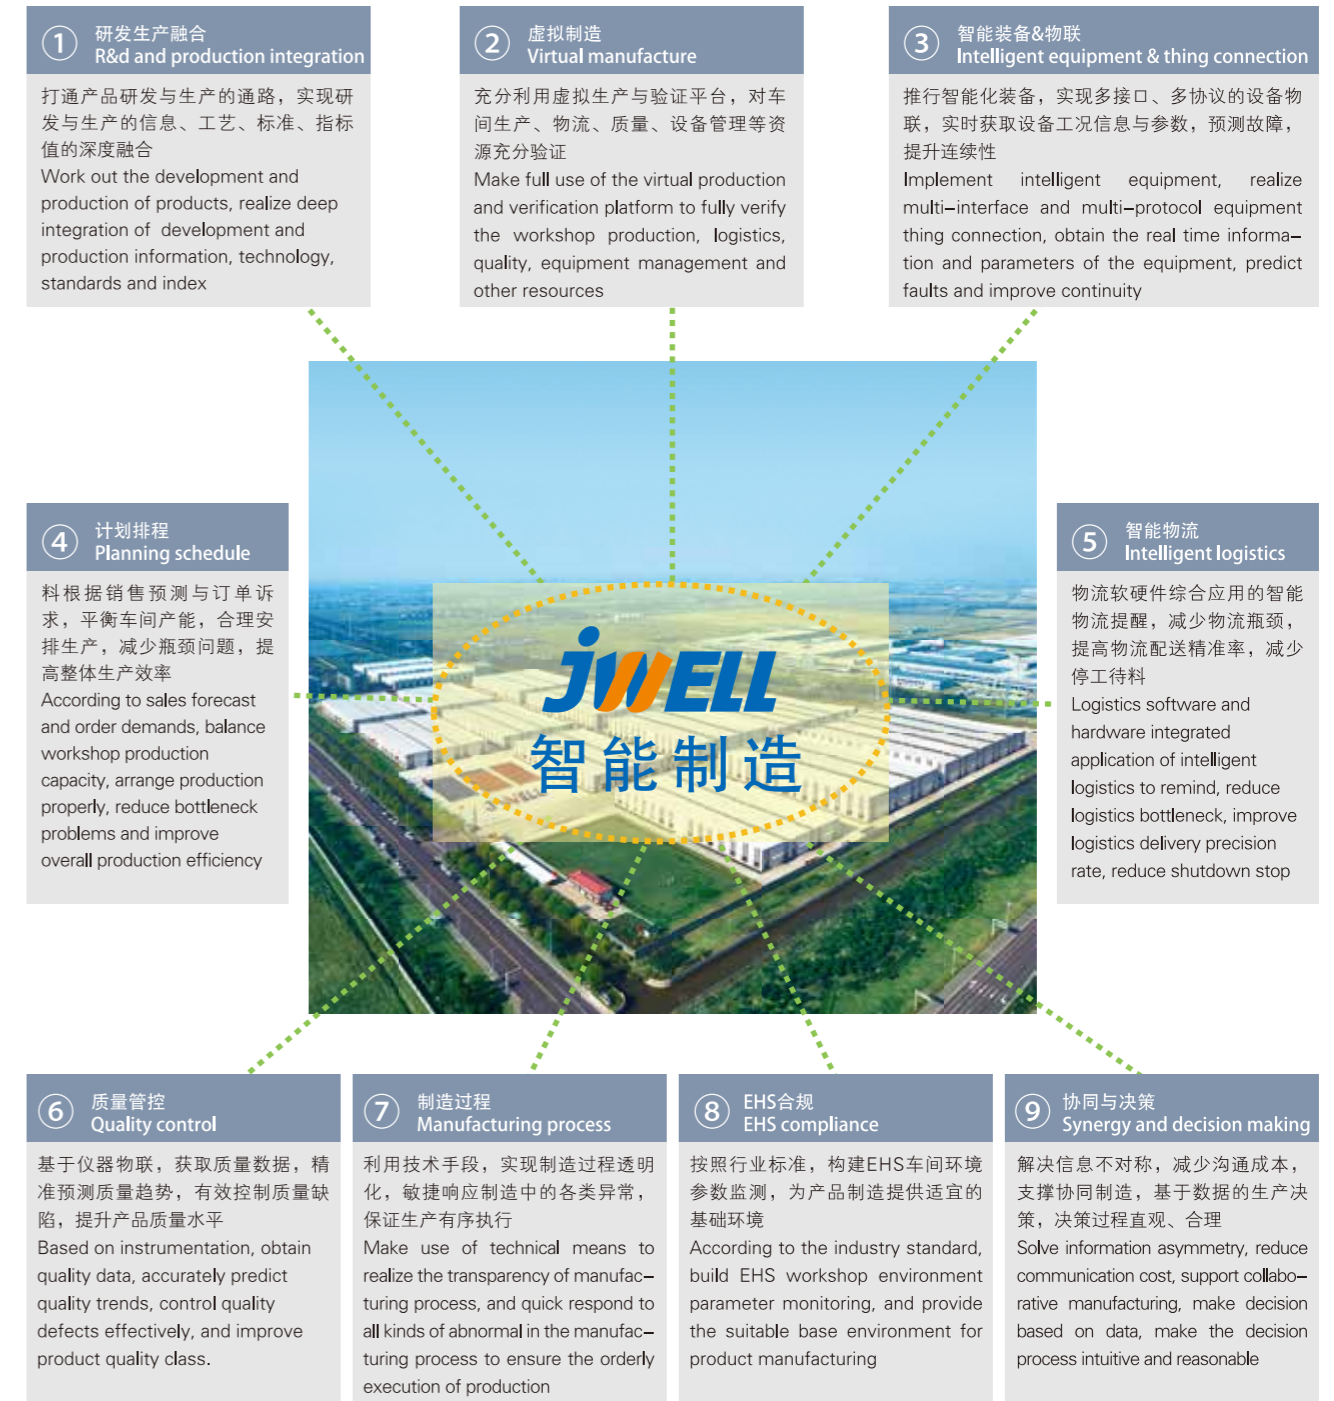 ①
研发生产融合
R&d and production integration
打通产品研发与生产的通路，实现研
发与生产的信息、工艺、标准、指标
值的深度融合
Work out the development and
production of products, realize deep
integration of development and
production information, technology,
standards and index
②
虚拟制造
Virtual manufacture
充分利用虚拟生产与验证平台，对车
间生产、物流、质量、设备管理等资
源充分验证
Make full use of the virtual production
and verification platform to fully verify
the workshop production, logistics,
quality, equipment management and
other resources
③
智能装备&物联
Intelligent equipment & thing connection
推行智能化装备，实现多接口、多协议的设备物
联，实时获取设备工况信息与参数，预测故障，
提升连续性
Implement intelligent equipment, realize
multi-interface and multi-protocol equipment
thing connection, obtain the real time informa-
tion and parameters of the equipment, predict
faults and improve continuity
④
计划排程
Planning schedule
料根据销售预测与订单诉
求，平衡车间产能，合理安
排生产，减少瓶颈问题，提
高整体生产效率
According to sales forecast
and order demands, balance
workshop production
capacity, arrange production
properly, reduce bottleneck
problems and improve
overall production efficiency
JWELL
智能制造
⑤
智能物流
Intelligent logistics
物流软硬件综合应用的智能
物流提醒，减少物流瓶颈，
提高物流配送精准率，减少
停工待料
Logistics software and
hardware integrated
application of intelligent
logistics to remind, reduce
logistics bottleneck, improve
logistics delivery precision
rate, reduce shutdown stop
⑥
质量管控
Quality control
基于仪器物联，获取质量数据，精
准预测质量趋势，有效控制质量缺
陷，提升产品质量水平
Based on instrumentation, obtain
quality data, accurately predict
quality trends, control quality
defects effectively, and improve
product quality class.
⑦
制造过程
Manufacturing process
利用技术手段，实现制造过程透明
化，敏捷响应制造中的各类异常，
保证生产有序执行
Make use of technical means to
realize the transparency of manufac-
turing process, and quick respond to
all kinds of abnormal in the manufac-
turing process to ensure the orderly
execution of production
⑧
EHS合规
EHS compliance
按照行业标准，构建EHS车间环境
参数监测，为产品制造提供适宜的
基础环境
According to the industry standard,
build EHS workshop environment
parameter monitoring, and provide
the suitable base environment for
product manufacturing
⑨
协同与决策
Synergy and decision making
解决信息不对称，减少沟通成本，
支撑协同制造，基于数据的生产决
策，决策过程直观、合理
Solve information asymmetry, reduce
communication cost, support collabo-
rative manufacturing, make decision
based on data, make the decision
process intuitive and reasonable